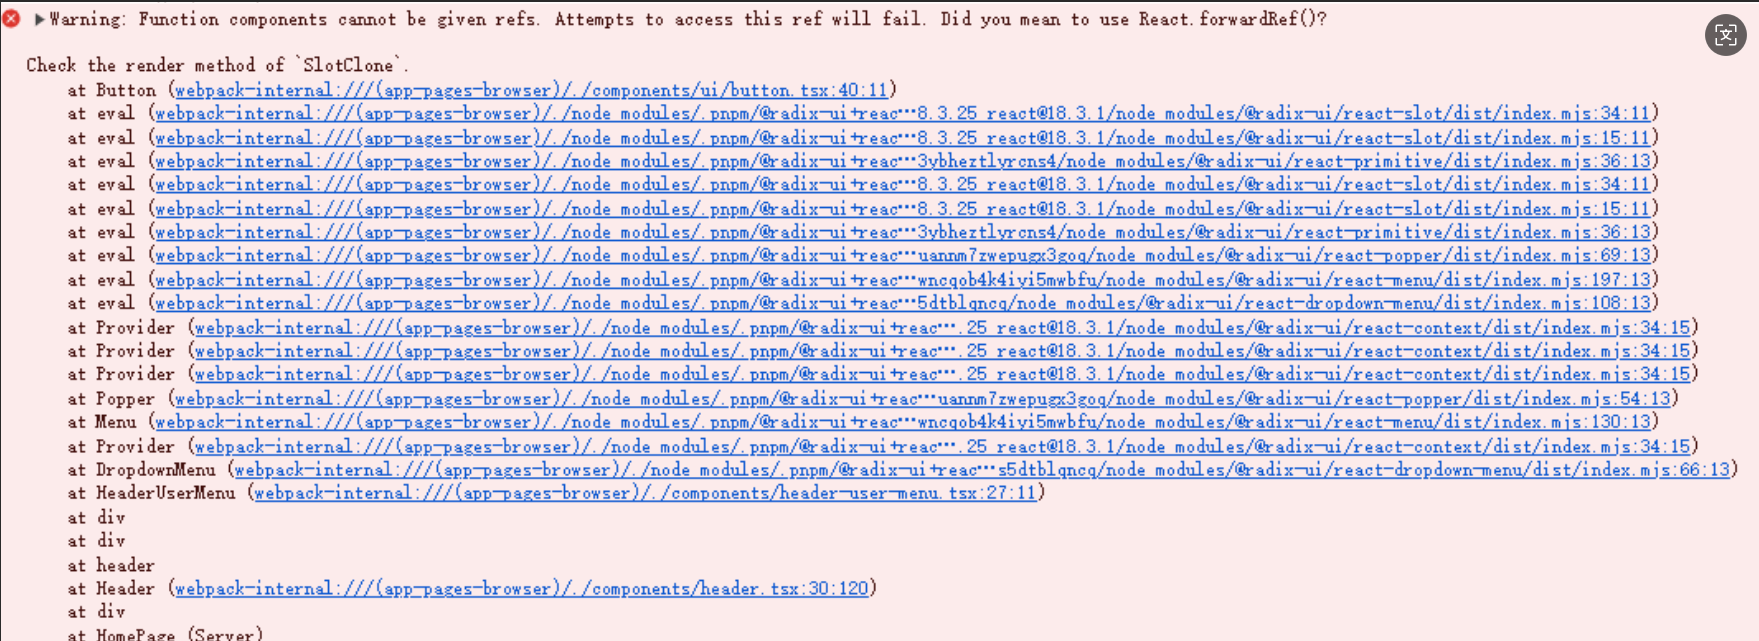 ▶Warning: Function components cannot be given refs. Attempts to access this ref will fail. Did you mean to use React.forwardRef()?
Check the render method of `SlotClone`.
at Button (webpack-internal:///(app-pages-browser)/./components/ui/button.tsx:40:11)
at eval (webpack-internal:///(app-pages-browser)/./node_modules/.pnpm/@radix-ui+reac…8.3.25_react@18.3.1/node_modules/@radix-ui/react-slot/dist/index.mjs:34:11)
at eval (webpack-internal:///(app-pages-browser)/./node_modules/.pnpm/@radix-ui+reac…8.3.25_react@18.3.1/node_modules/@radix-ui/react-slot/dist/index.mjs:15:11)
at eval (webpack-internal:///(app-pages-browser)/./node_modules/.pnpm/@radix-ui+reac…3ybheztlyrcns4/node_modules/@radix-ui/react-primitive/dist/index.mjs:36:13)
at eval (webpack-internal:///(app-pages-browser)/./node_modules/.pnpm/@radix-ui+reac…8.3.25_react@18.3.1/node_modules/@radix-ui/react-slot/dist/index.mjs:34:11)
at eval (webpack-internal:///(app-pages-browser)/./node_modules/.pnpm/@radix-ui+reac…8.3.25_react@18.3.1/node_modules/@radix-ui/react-slot/dist/index.mjs:15:11)
at eval (webpack-internal:///(app-pages-browser)/./node_modules/.pnpm/@radix-ui+reac…3ybheztlyrcns4/node_modules/@radix-ui/react-primitive/dist/index.mjs:36:13)
at eval (webpack-internal:///(app-pages-browser)/./node_modules/.pnpm/@radix-ui+reac…uannm7zwepugx3goq/node_modules/@radix-ui/react-popper/dist/index.mjs:69:13)
at eval (webpack-internal:///(app-pages-browser)/./node_modules/.pnpm/@radix-ui+reac…wncqob4k4iyi5mwbfu/node_modules/@radix-ui/react-menu/dist/index.mjs:197:13)
at eval (webpack-internal:///(app-pages-browser)/./node_modules/.pnpm/@radix-ui+reac…5dtblqncq/node_modules/@radix-ui/react-dropdown-menu/dist/index.mjs:108:13)
at Provider (webpack-internal:///(app-pages-browser)/./node_modules/.pnpm/@radix-ui+reac….25_react@18.3.1/node_modules/@radix-ui/react-context/dist/index.mjs:34:15)
at Provider (webpack-internal:///(app-pages-browser)/./node_modules/.pnpm/@radix-ui+reac….25_react@18.3.1/node_modules/@radix-ui/react-context/dist/index.mjs:34:15)
at Provider (webpack-internal:///(app-pages-browser)/./node_modules/.pnpm/@radix-ui+reac….25_react@18.3.1/node_modules/@radix-ui/react-context/dist/index.mjs:34:15)
at Popper (webpack-internal:///(app-pages-browser)/./node_modules/.pnpm/@radix-ui+reac…uannm7zwepugx3goq/node_modules/@radix-ui/react-popper/dist/index.mjs:54:13)
at Menu (webpack-internal:///(app-pages-browser)/./node_modules/.pnpm/@radix-ui+reac…wncqob4k4iyi5mwbfu/node_modules/@radix-ui/react-menu/dist/index.mjs:130:13)
at Provider (webpack-internal:///(app-pages-browser)/./node_modules/.pnpm/@radix-ui+reac….25_react@18.3.1/node_modules/@radix-ui/react-context/dist/index.mjs:34:15)
at DropdownMenu (webpack-internal:///(app-pages-browser)/./node_modules/.pnpm/@radix-ui+reac…s5dtblqncq/node_modules/@radix-ui/react-dropdown-menu/dist/index.mjs:66:13)
at HeaderUserMenu (webpack-internal:///(app-pages-browser)/./components/header-user-menu.tsx:27:11)
at div
at div
at header
at Header (webpack-internal:///(app-pages-browser)/./components/header.tsx:30:120)
at div
at HomePage (Server)